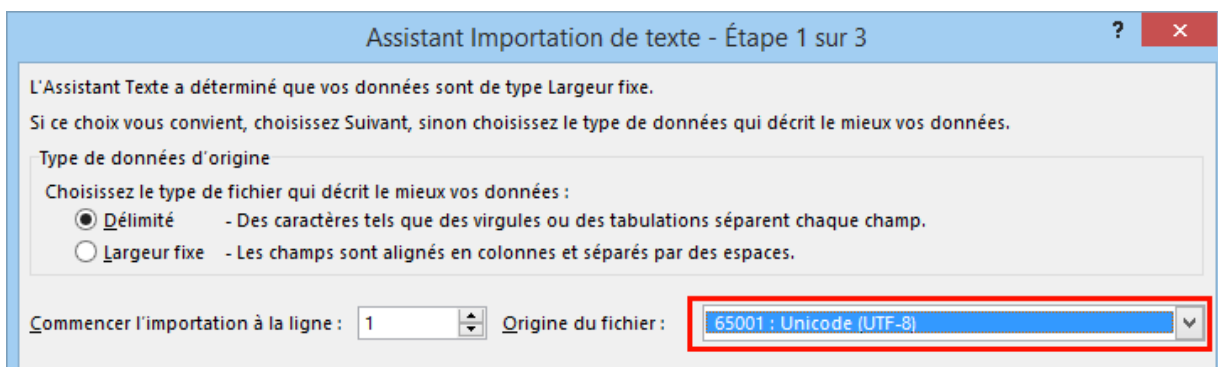 Assistant Importation de texte - Étape 1 sur 3 ?
L'Assistant Texte a déterminé que vos données sont de type Largeur fixe.
Si ce choix vous convient, choisissez Suivant, sinon choisissez le type de données qui décrit le mieux vos données.
Type de données d'origine
Choisissez le type de fichier qui décrit le mieux vos données :
Délimité - Des caractères tels que des virgules ou des tabulations séparent chaque champ.
Largeur fixe - Les champs sont alignés en colonnes et séparés par des espaces.
Commencer l'importation à la ligne : 1 Origine du fichier : 65001 : Unicode (UTF-8)